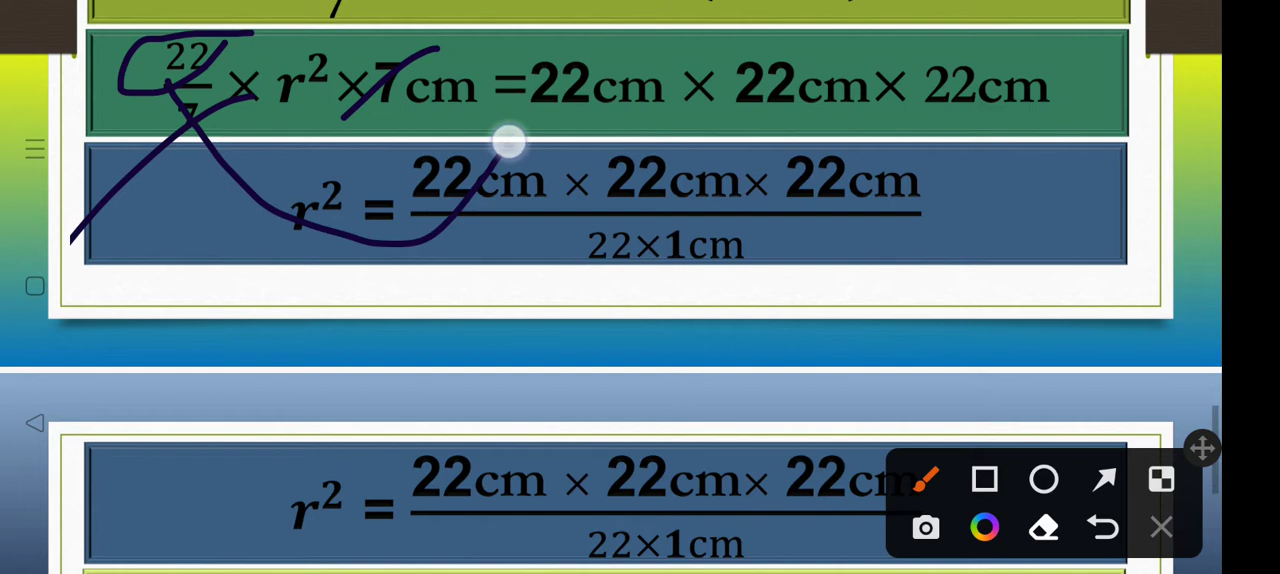 22/7 × r² × 7cm = 22cm × 22cm × 22cm
r² = (22cm × 22cm × 22cm)/(22×1cm)
r² = (22cm × 22cm × 22cm)/(22×1cm)